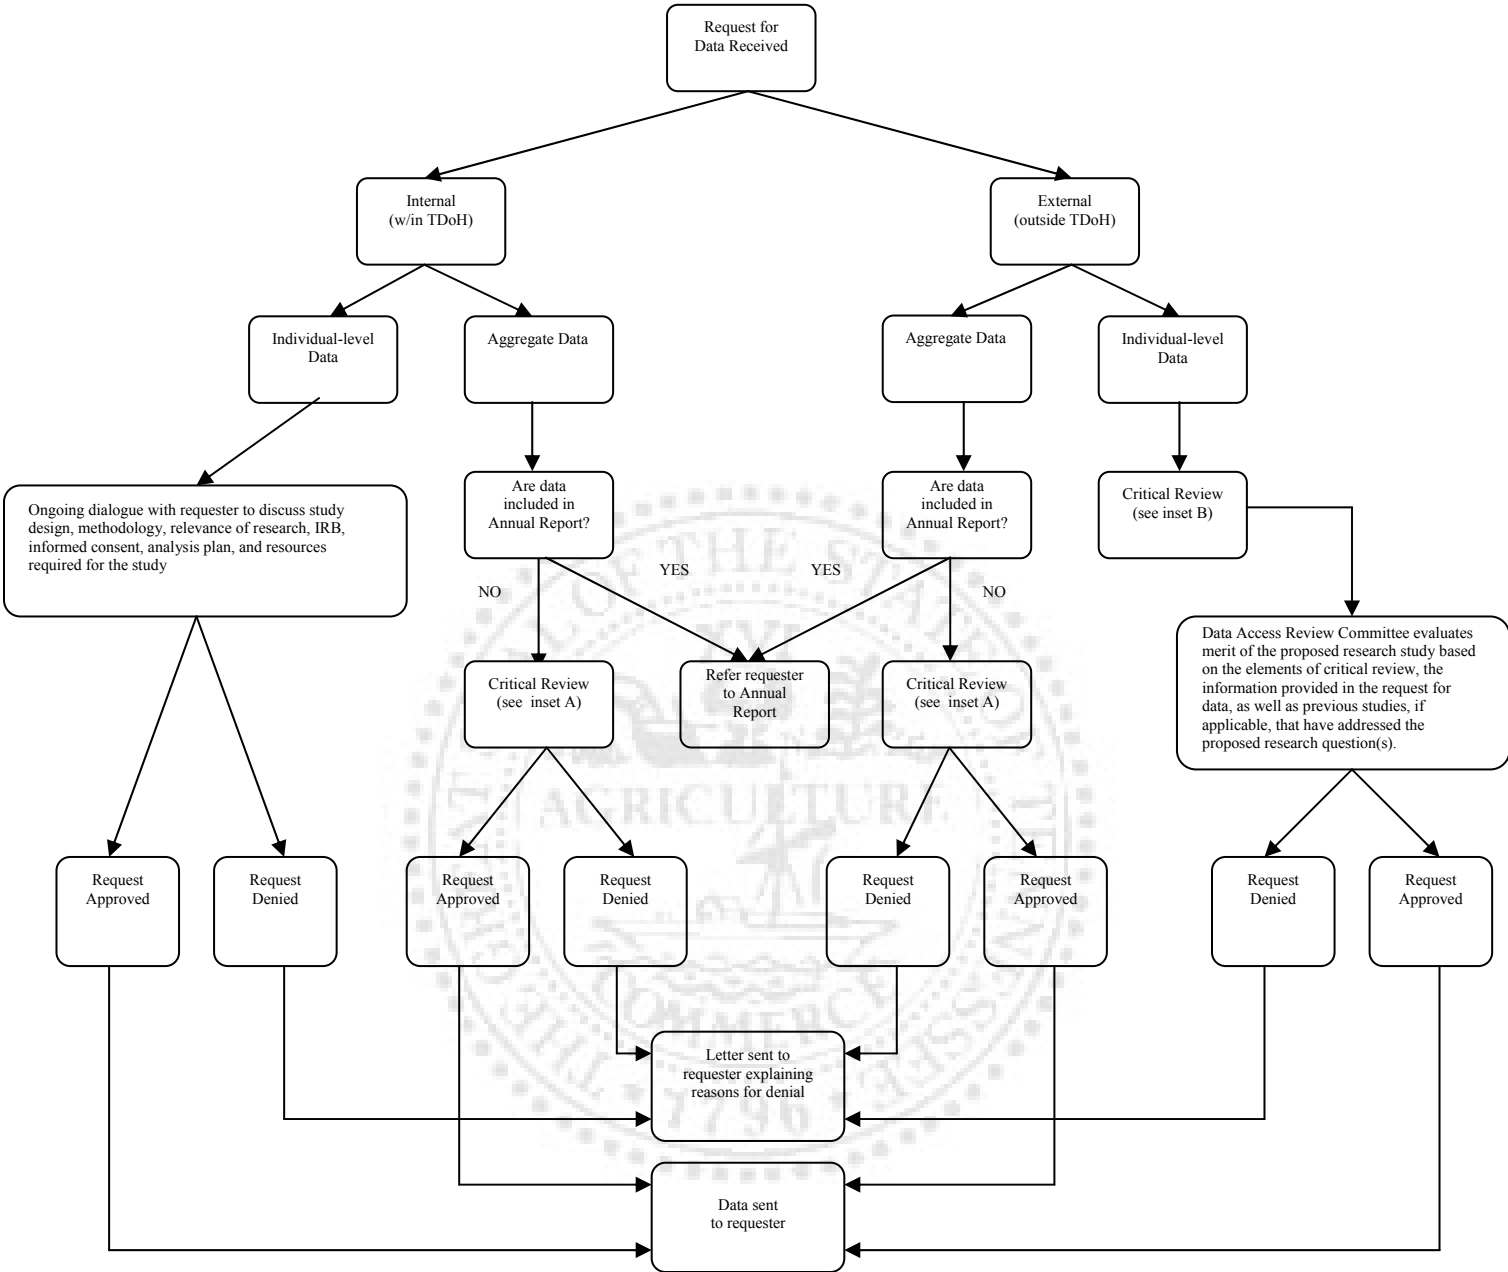 Request for
Data Received
Internal
(w/in TDoH)
External
(outside TDoH)
Individual-level
Data
Aggregate Data
Aggregate Data
Individual-level
Data
Ongoing dialogue with requester to discuss study
design, methodology, relevance of research, IRB,
informed consent, analysis plan, and resources
required for the study
Are data
included in
Annual Report?
Are data
included in
Annual Report?
Critical Review
(see inset B)
NO
YES
YES
NO
Critical Review
(see  inset A)
Refer requester
to Annual
Report
Critical Review
(see  inset A)
Data Access Review Committee evaluates
merit of the proposed research study based
on the elements of critical review, the
information provided in the request for
data, as well as previous studies, if
applicable, that have addressed the
proposed research question(s).
Request
Approved
Request
Denied
Request
Approved
Request
Denied
Request
Denied
Request
Approved
Request
Denied
Request
Approved
Letter sent to
requester explaining
reasons for denial
Data sent
to requester
XVI
AGRICULTURE
COMMERCE
1796